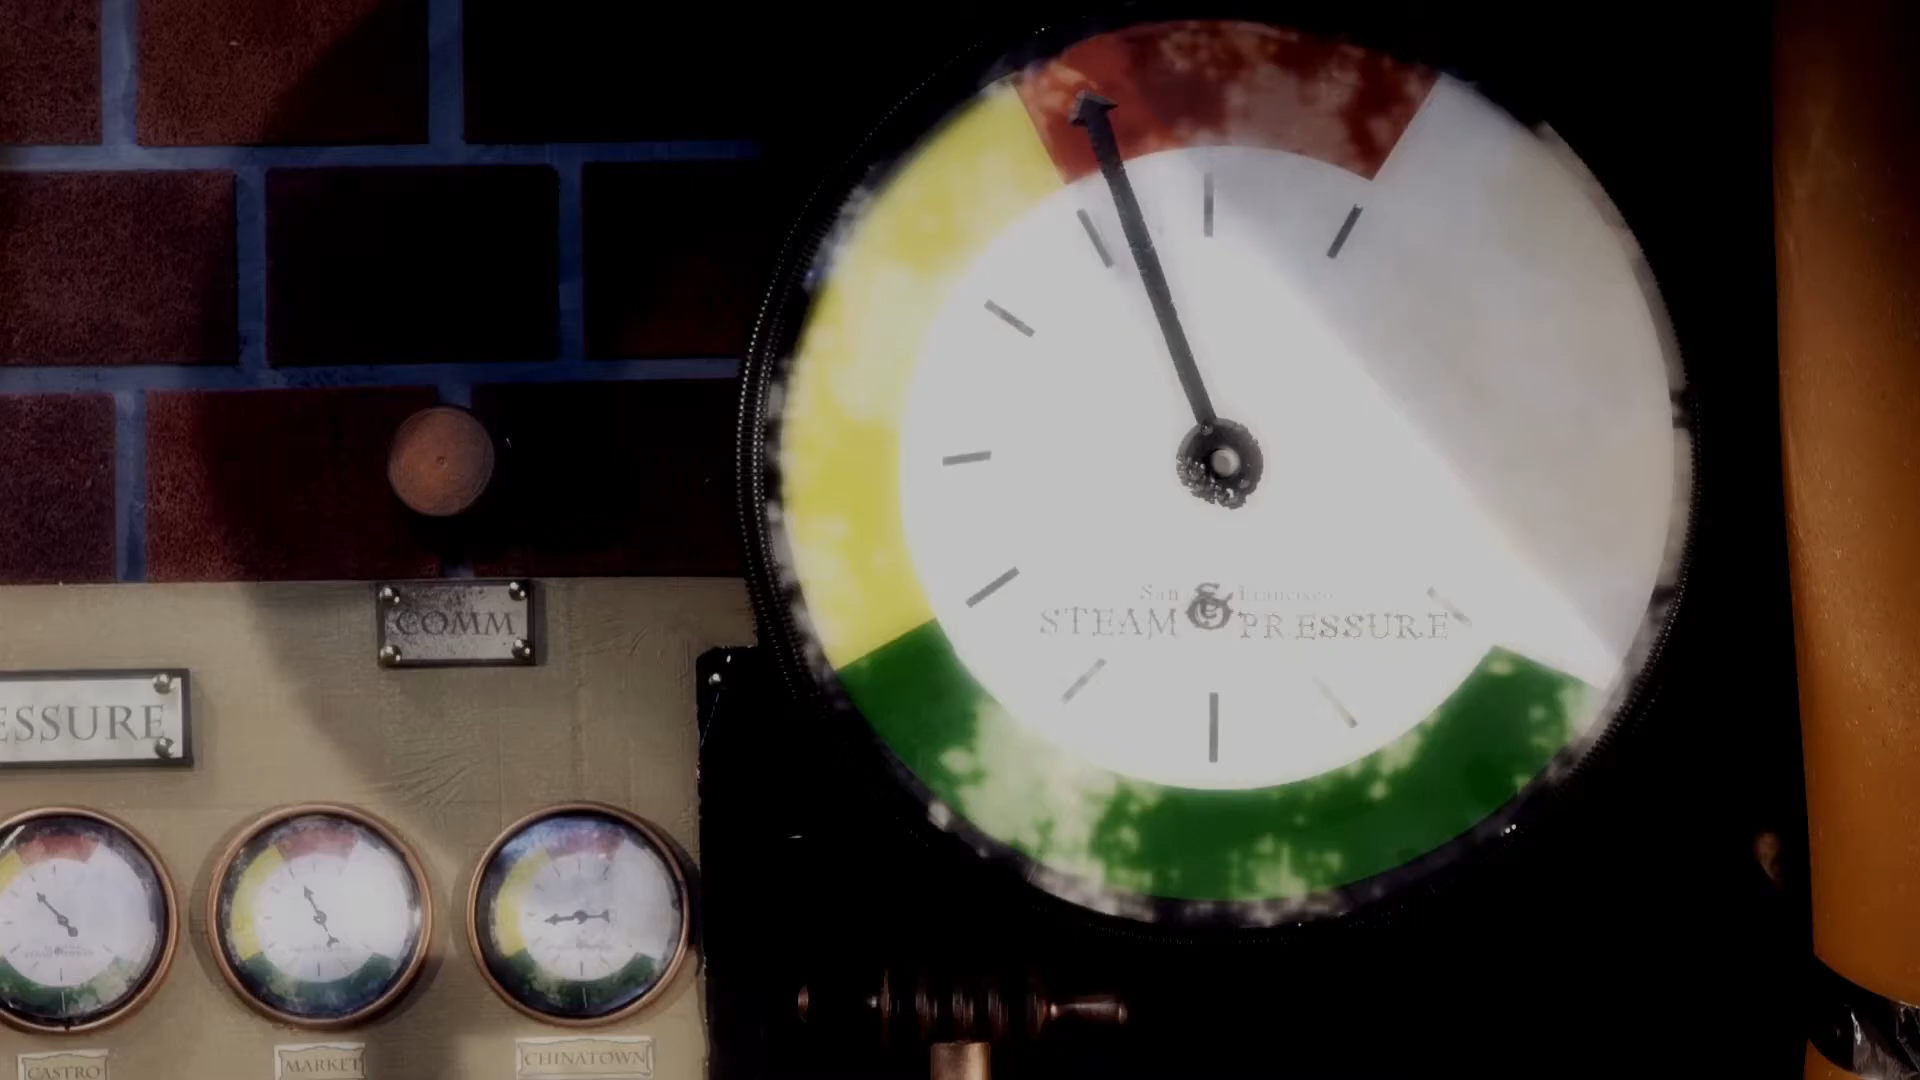 San & Francisco
STEAM PRESSURE
COMM
ESSURE
CASTRO
MARKET
CHINATOWN